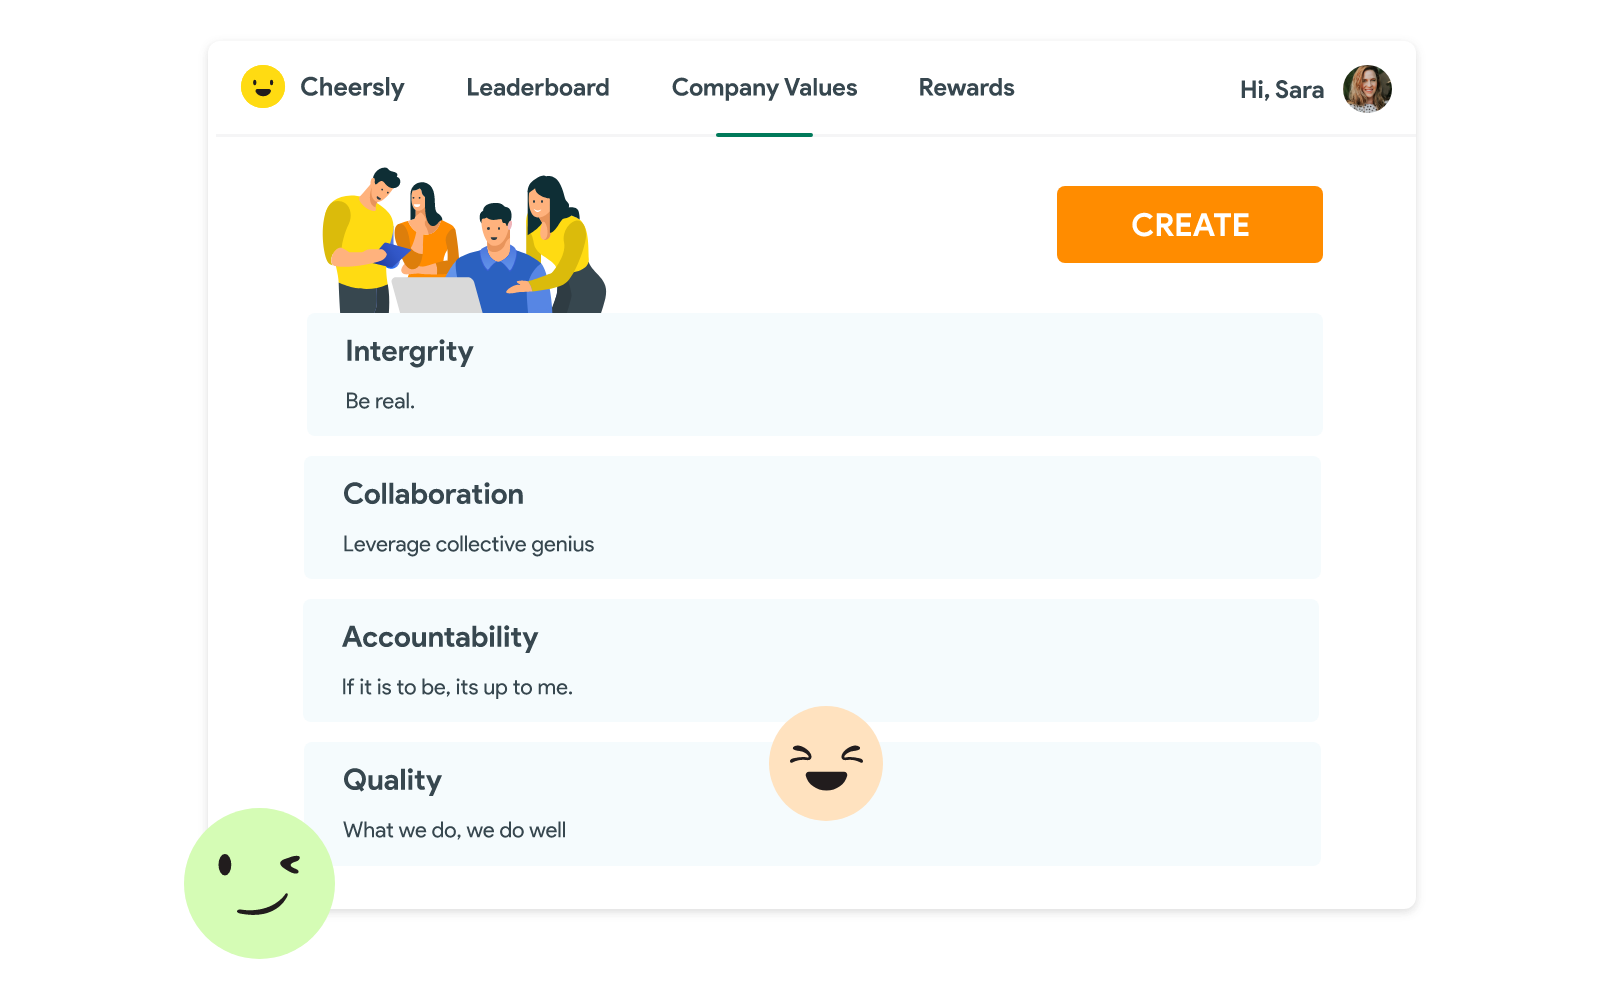 Cheersly Leaderboard Company Values Rewards Hi, Sara
CREATE
Intergrity
Be real.
Collaboration
Leverage collective genius
Accountability
If it is to be, its up to me.
Quality
What we do, we do well